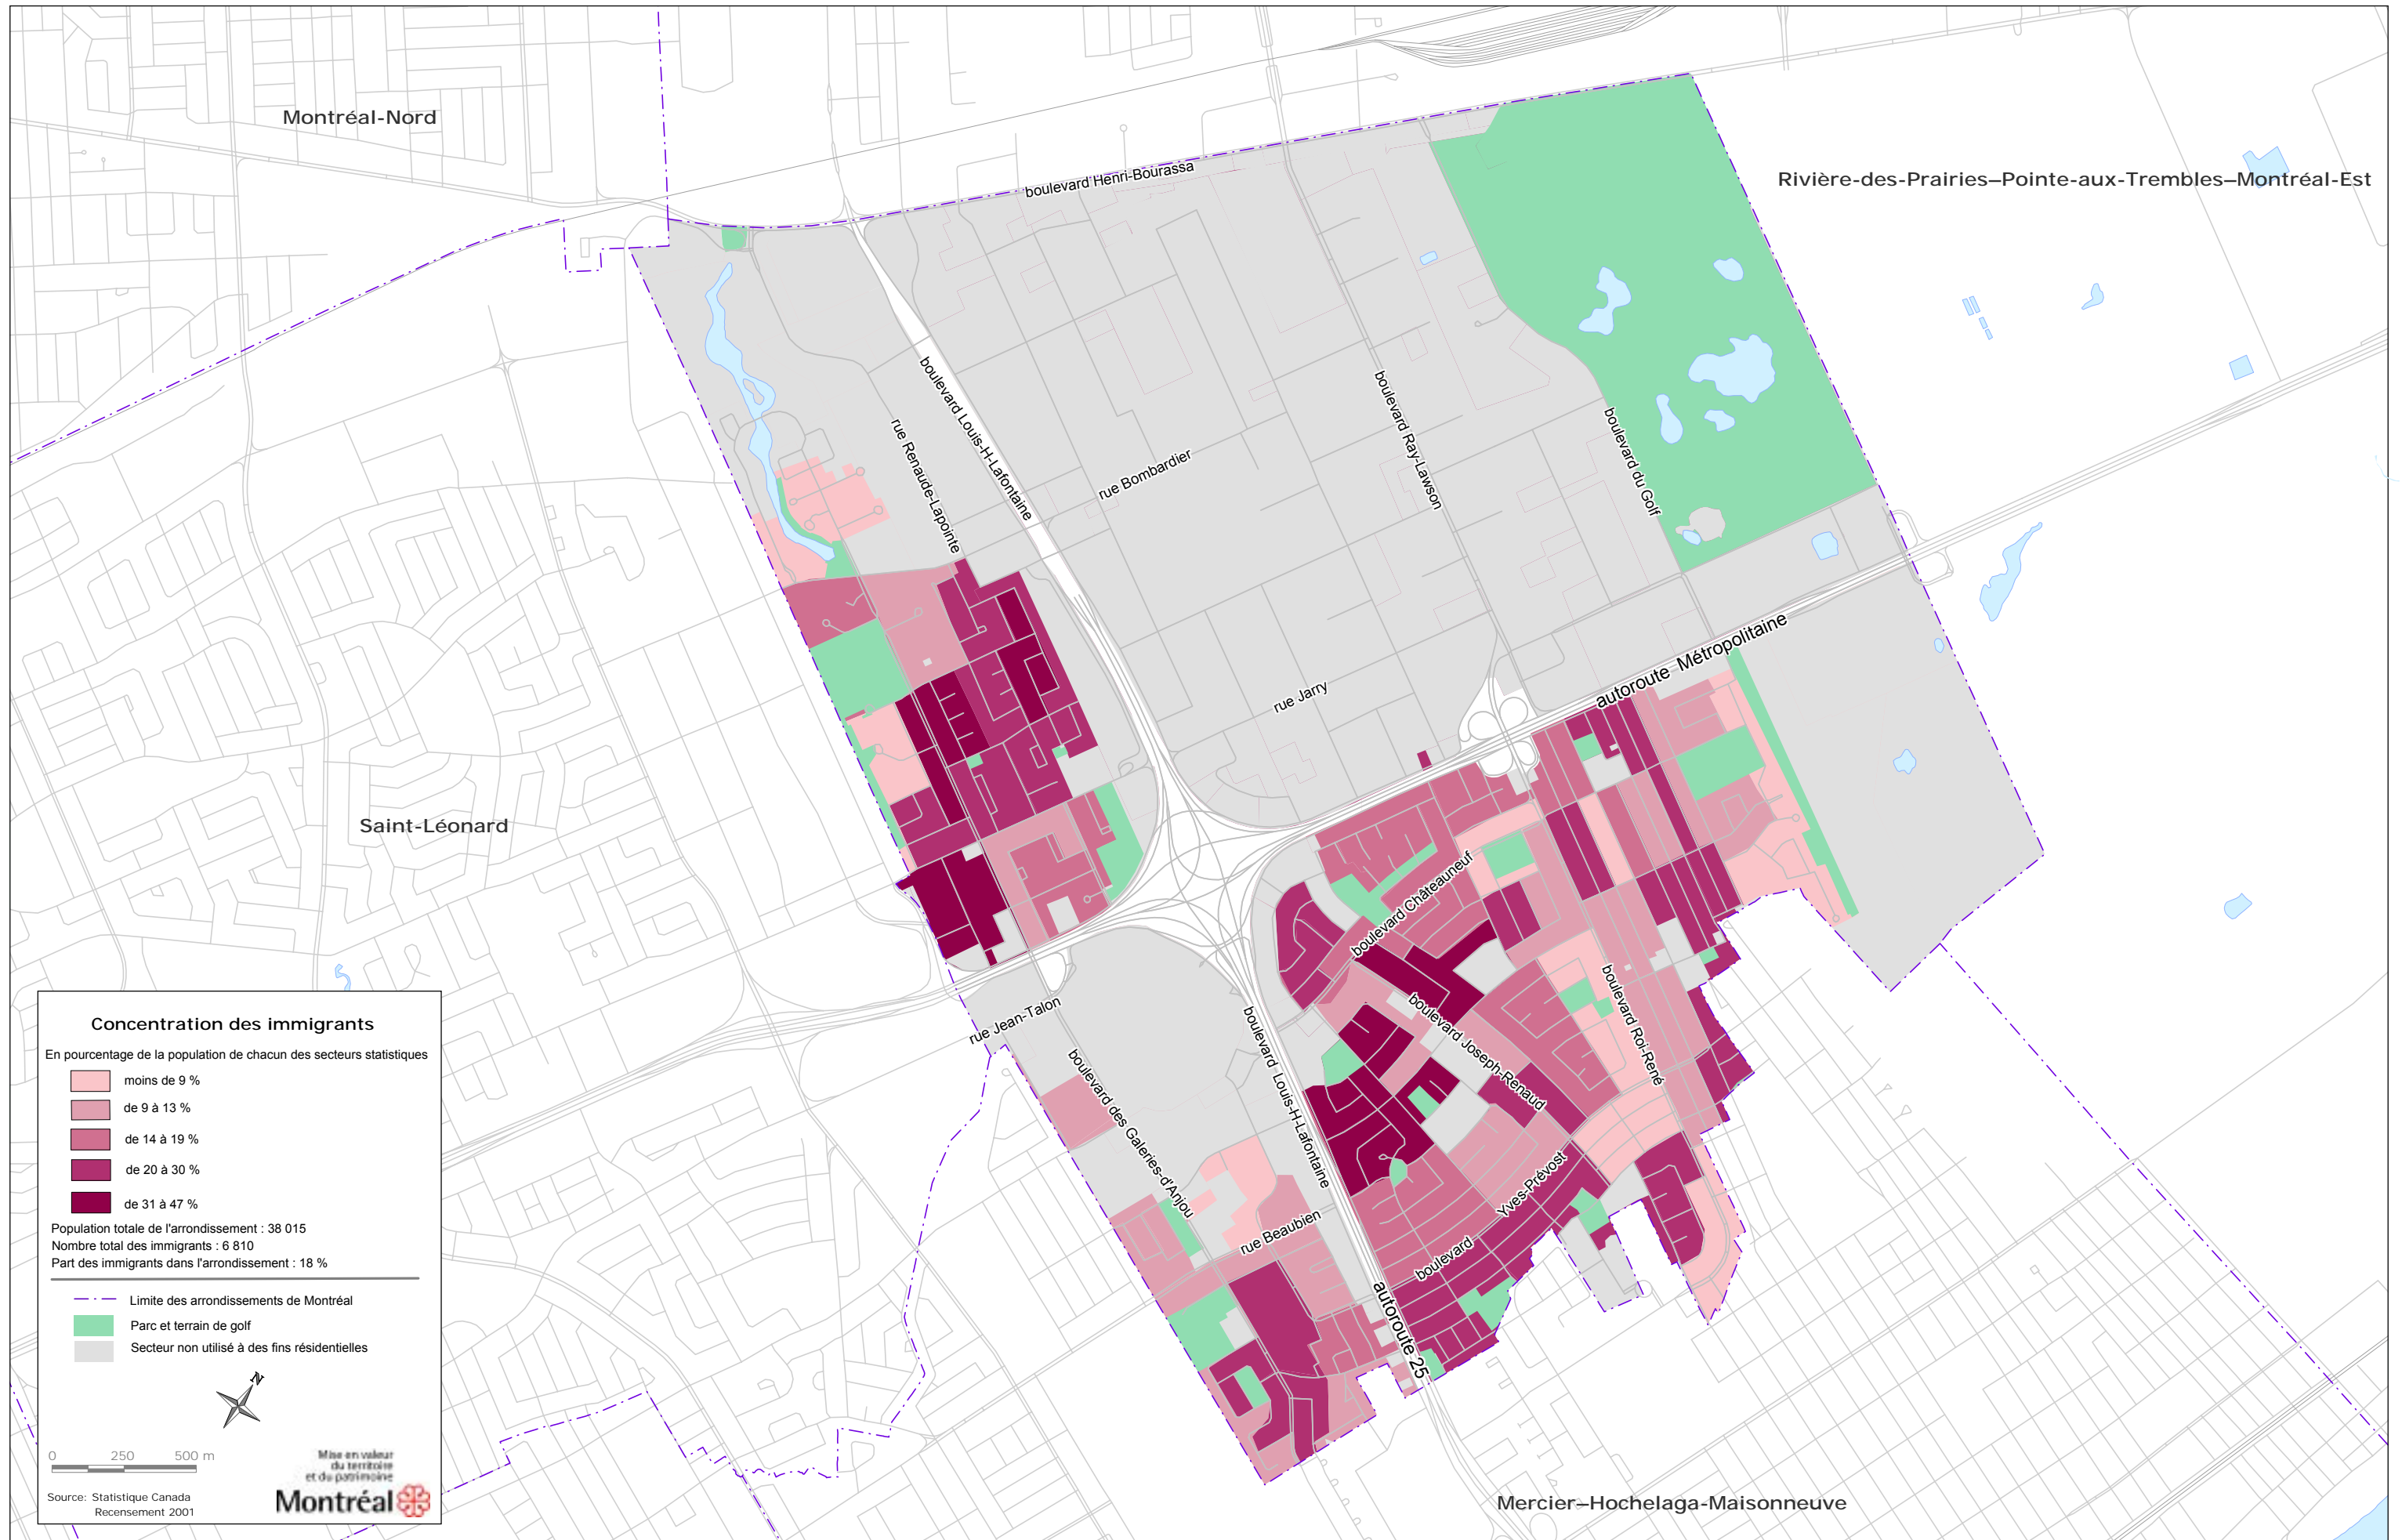 Montréal-Nord
Rivière-des-Prairies–Pointe-aux-Trembles–Montréal-Est
boulevard Henri-Bourassa
boulevard Louis-H-Lafontaine
rue Renaude-Lapointe
rue Bombardier
boulevard Ray-Lawson
boulevard du Golf
rue Jarry
autoroute Métropolitaine
Saint-Léonard
boulevard Châteauneuf
boulevard Roi-René
boulevard Joseph-Renaud
rue Jean-Talon
boulevard des Galeries-d'Anjou
boulevard Louis-H-Lafontaine
boulevard Yves-Prévost
rue Beaubien
autoroute 25
Mercier–Hochelaga-Maisonneuve
Concentration des immigrants
En pourcentage de la population de chacun des secteurs statistiques
moins de 9 %
de 9 à 13 %
de 14 à 19 %
de 20 à 30 %
de 31 à 47 %
Population totale de l'arrondissement : 38 015
Nombre total des immigrants : 6 810
Part des immigrants dans l'arrondissement : 18 %
Limite des arrondissements de Montréal
Parc et terrain de golf
Secteur non utilisé à des fins résidentielles
N
0 250 500 m
Mise en valeur
du territoire
et du patrimoine
Montréal
Source: Statistique Canada
Recensement 2001